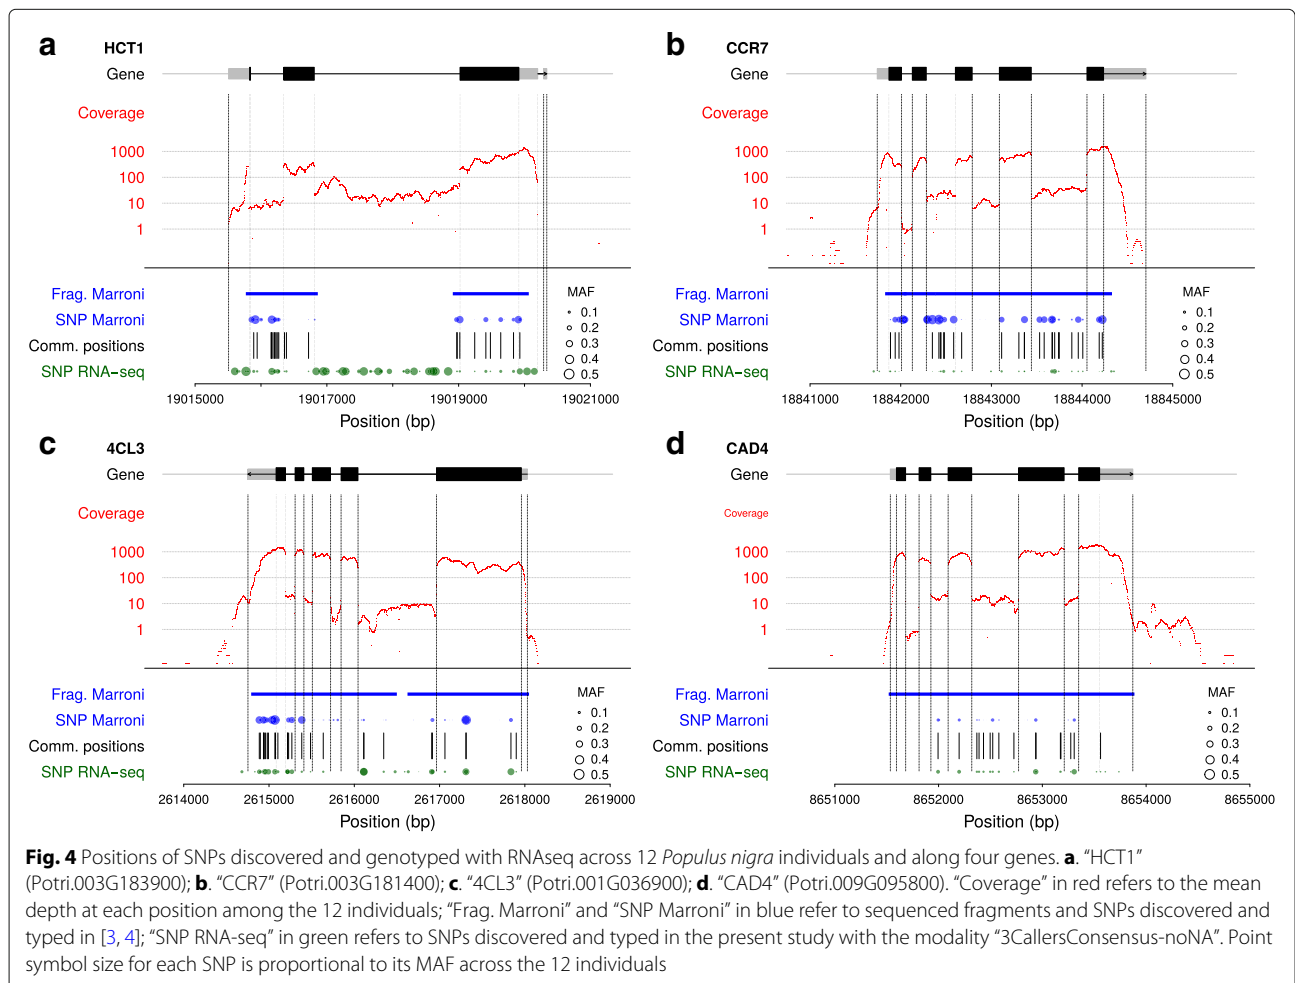 a
HCT1
Gene
Coverage
1000
100
10
1
Frag. Marroni
SNP Marroni
Comm. positions
SNP RNA−seq
MAF
0.1
0.2
0.3
0.4
0.5
19015000 19017000 19019000 19021000
Position (bp)
b
CCR7
Gene
Coverage
1000
100
10
1
Frag. Marroni
SNP Marroni
Comm. positions
SNP RNA−seq
MAF
0.1
0.2
0.3
0.4
0.5
18841000 18842000 18843000 18844000 18845000
Position (bp)
c
4CL3
Gene
Coverage
1000
100
10
1
Frag. Marroni
SNP Marroni
Comm. positions
SNP RNA−seq
MAF
0.1
0.2
0.3
0.4
0.5
2614000 2615000 2616000 2617000 2618000 2619000
Position (bp)
d
CAD4
Gene
Coverage
1000
100
10
1
Frag. Marroni
SNP Marroni
Comm. positions
SNP RNA−seq
MAF
0.1
0.2
0.3
0.4
0.5
8651000 8652000 8653000 8654000 8655000
Position (bp)
Fig. 4 Positions of SNPs discovered and genotyped with RNAseq across 12 Populus nigra individuals and along four genes. a. “HCT1”
(Potri.003G183900); b. “CCR7” (Potri.003G181400); c. “4CL3” (Potri.001G036900); d. “CAD4” (Potri.009G095800). “Coverage” in red refers to the mean
depth at each position among the 12 individuals; “Frag. Marroni” and “SNP Marroni” in blue refer to sequenced fragments and SNPs discovered and
typed in [3, 4]; “SNP RNA-seq” in green refers to SNPs discovered and typed in the present study with the modality “3CallersConsensus-noNA”. Point
symbol size for each SNP is proportional to its MAF across the 12 individuals